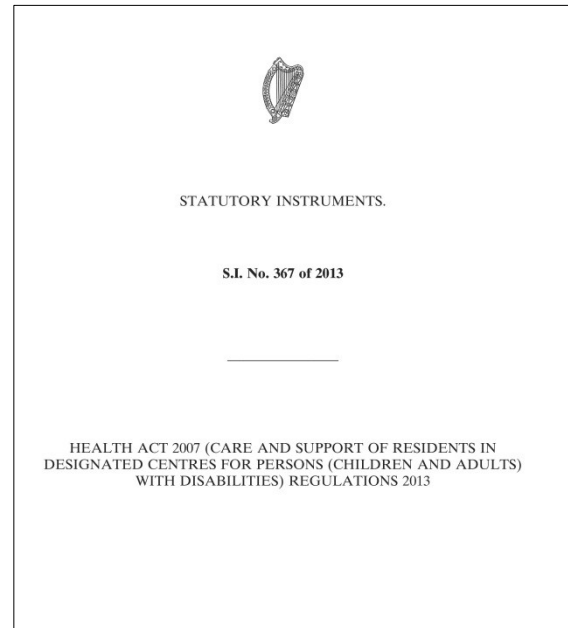 STATUTORY INSTRUMENTS.
S.I. No. 367 of 2013
HEALTH ACT 2007 (CARE AND SUPPORT OF RESIDENTS IN
DESIGNATED CENTRES FOR PERSONS (CHILDREN AND ADULTS)
WITH DISABILITIES) REGULATIONS 2013